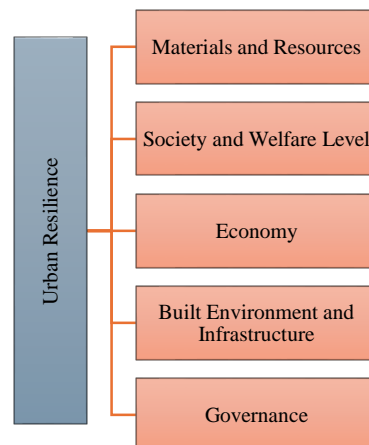 Urban Resilience
Materials and Resources
Society and Welfare Level
Economy
Built Environment and
Infrastructure
Governance